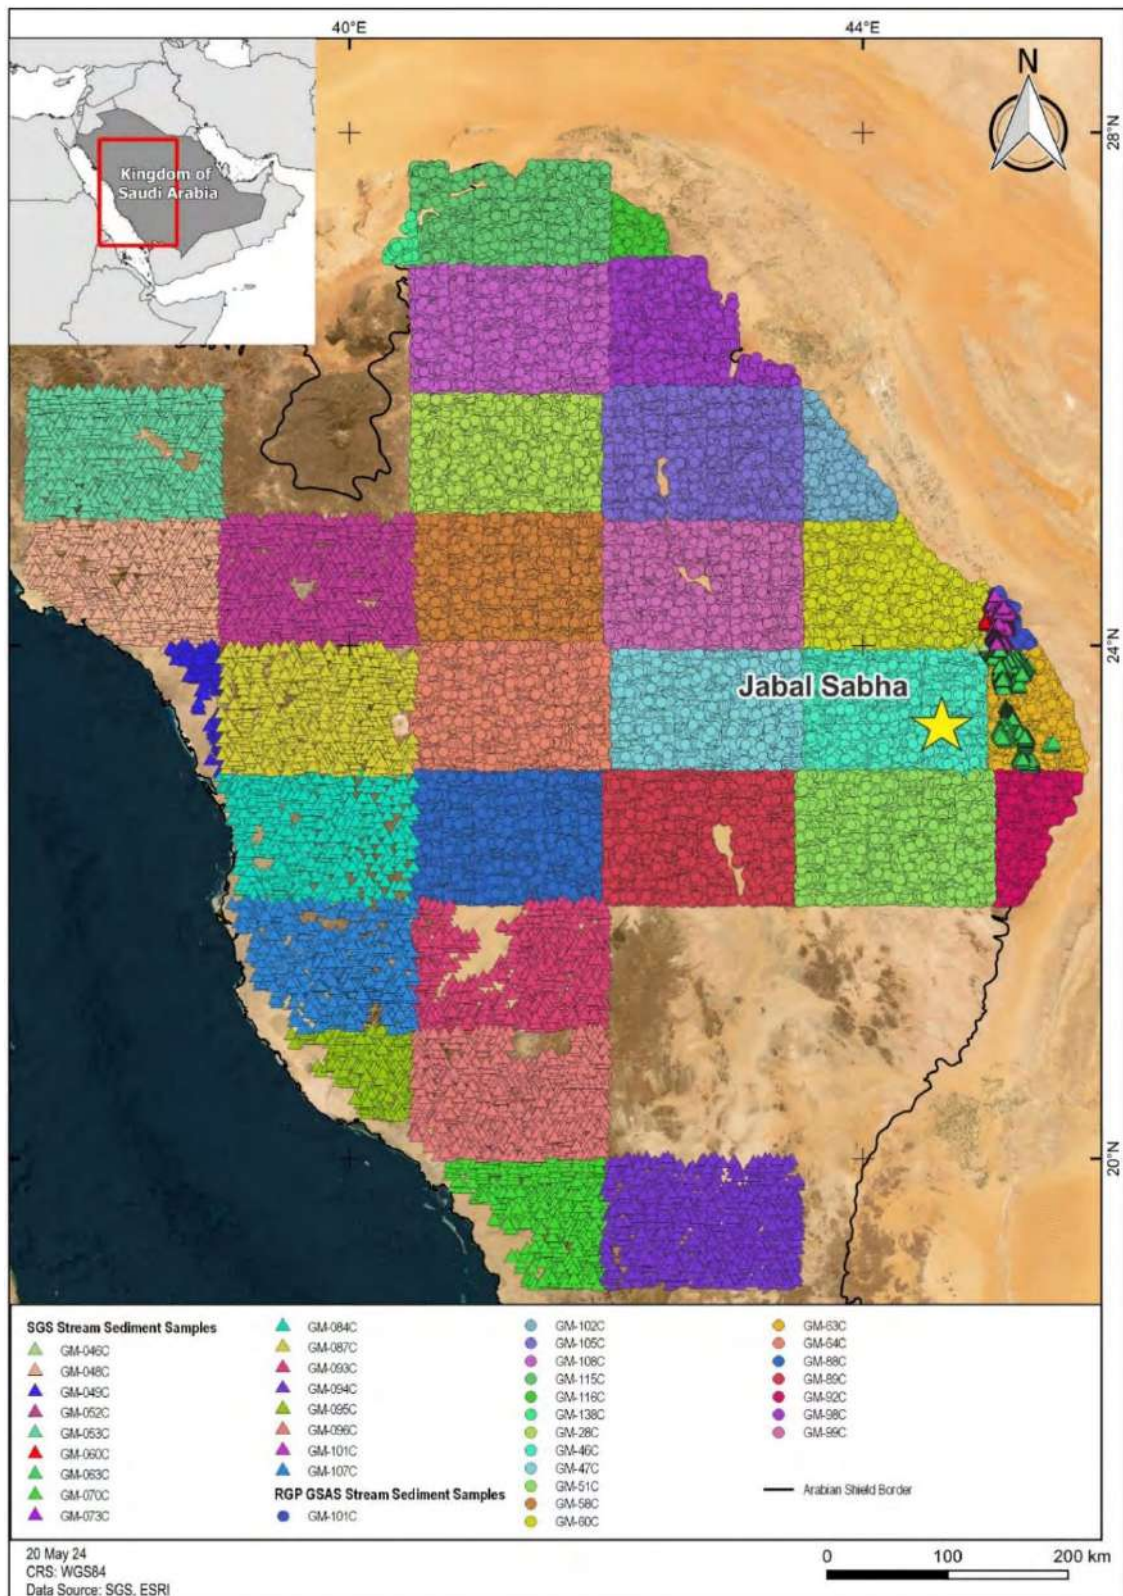 40°E
44°E
N
28°N
Kingdom of
Saudi Arabia
24°N
Jabal Sabha
20°N
SGS Stream Sediment Samples
GM-046C
GM-048C
GM-049C
GM-052C
GM-053C
GM-060C
GM-063C
GM-070C
GM-073C
GM-084C
GM-087C
GM-093C
GM-094C
GM-095C
GM-096C
GM-101C
GM-107C
RGP GSAS Stream Sediment Samples
GM-101C
GM-102C
GM-105C
GM-108C
GM-115C
GM-116C
GM-138C
GM-28C
GM-46C
GM-47C
GM-51C
GM-58C
GM-60C
GM-63C
GM-64C
GM-88C
GM-89C
GM-92C
GM-98C
GM-99C
Arabian Shield Border
20 May 24
CRS: WGS84
Data Source: SGS, ESRI
0 100 200 km